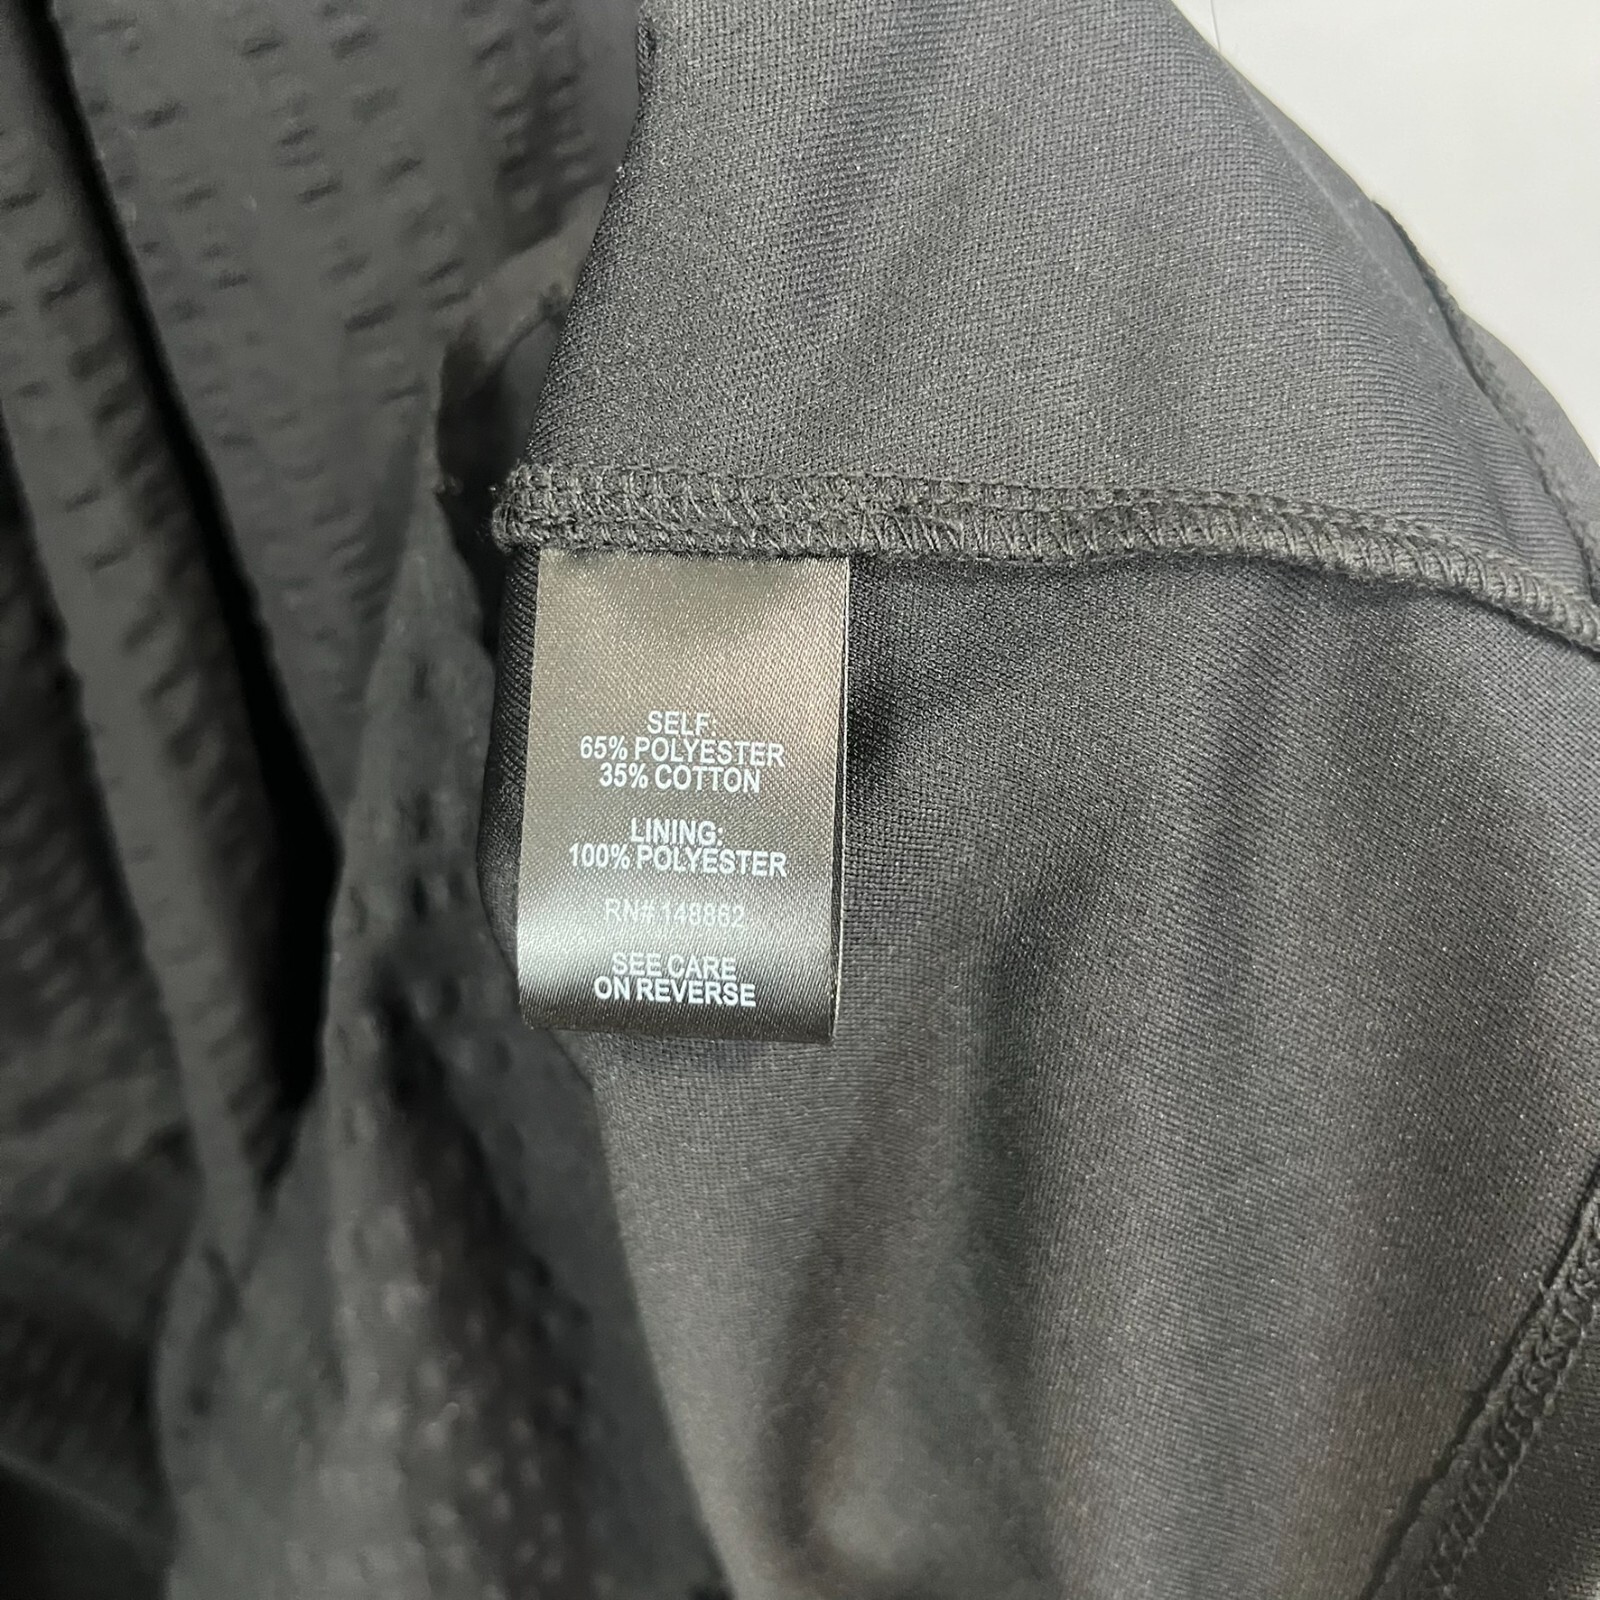 SELF:
65% POLYESTER
35% COTTON
LINING:
100% POLYESTER
RN# 148862
SEE CARE
ON REVERSE